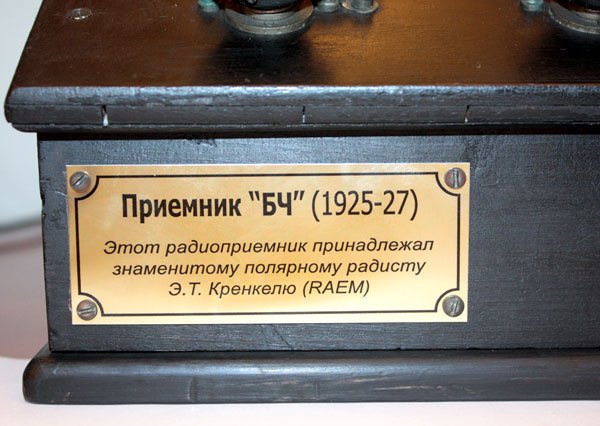 Приемник “БЧ” (1925-27)
Этот радиоприемник принадлежал
знаменитому полярному радисту
Э.Т. Кренкелю (RAEM)